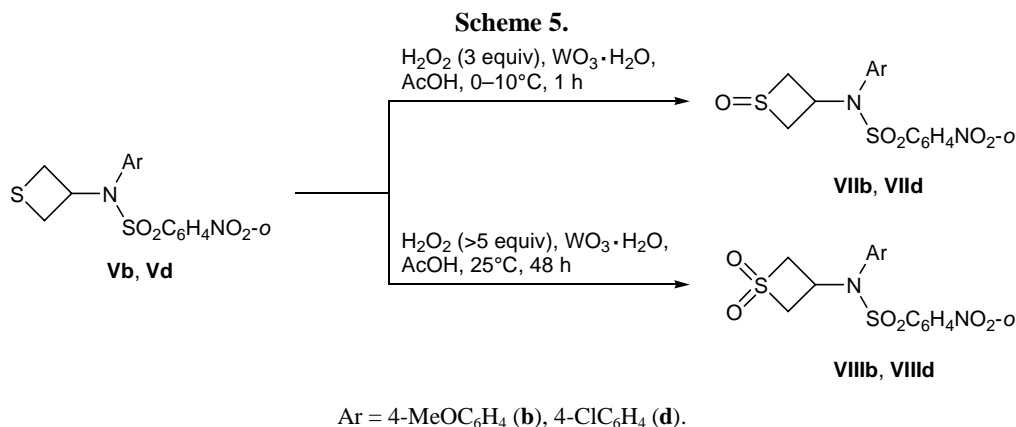 Scheme 5.
H2O2 (3 equiv), WO3·H2O,
AcOH, 0–10°C, 1 h
O=S
N
Ar
SO2C6H4NO2-o
VIIb, VIId
S
N
Ar
SO2C6H4NO2-o
Vb, Vd
H2O2 (>5 equiv), WO3·H2O,
AcOH, 25°C, 48 h
O
S
O
N
Ar
SO2C6H4NO2-o
VIIIb, VIIId
Ar = 4-MeOC6H4 (b), 4-ClC6H4 (d).